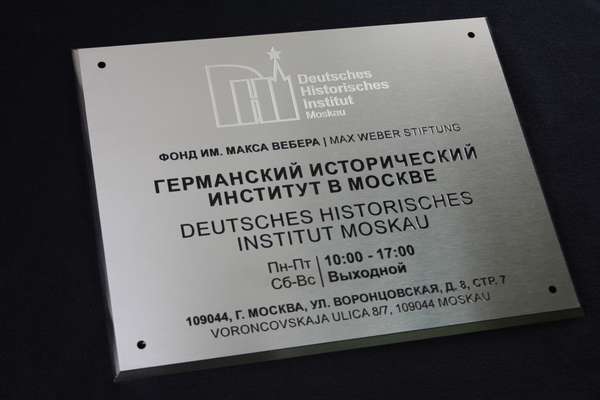 Deutsches
Historisches
Institut
Moskau
ФОНД ИМ. МАКСА ВЕБЕРА | MAX WEBER STIFTUNG
ГЕРМАНСКИЙ ИСТОРИЧЕСКИЙ
ИНСТИТУТ В МОСКВЕ
DEUTSCHES HISTORISCHES
INSTITUT MOSKAU
Пн-Пт | 10:00 - 17:00
Сб-Вс | Выходной
109044, Г. МОСКВА, УЛ. ВОРОНЦОВСКАЯ, Д. 8, СТР. 7
VORONCOVSKAJA ULICA 8/7, 109044 MOSKAU